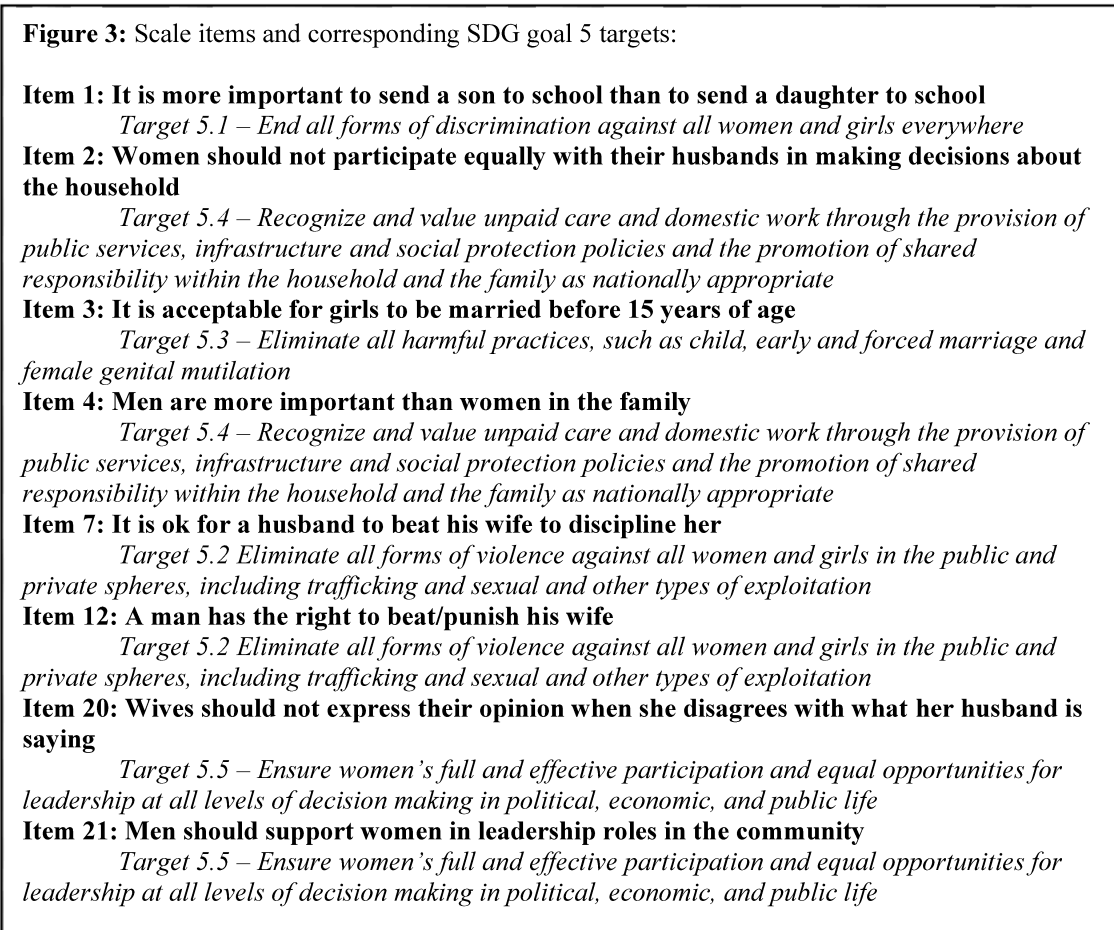 Figure 3: Scale items and corresponding SDG goal 5 targets:
Item 1: It is more important to send a son to school than to send a daughter to school
Target 5.1 – End all forms of discrimination against all women and girls everywhere
Item 2: Women should not participate equally with their husbands in making decisions about
the household
Target 5.4 – Recognize and value unpaid care and domestic work through the provision of
public services, infrastructure and social protection policies and the promotion of shared
responsibility within the household and the family as nationally appropriate
Item 3: It is acceptable for girls to be married before 15 years of age
Target 5.3 – Eliminate all harmful practices, such as child, early and forced marriage and
female genital mutilation
Item 4: Men are more important than women in the family
Target 5.4 – Recognize and value unpaid care and domestic work through the provision of
public services, infrastructure and social protection policies and the promotion of shared
responsibility within the household and the family as nationally appropriate
Item 7: It is ok for a husband to beat his wife to discipline her
Target 5.2 Eliminate all forms of violence against all women and girls in the public and
private spheres, including trafficking and sexual and other types of exploitation
Item 12: A man has the right to beat/punish his wife
Target 5.2 Eliminate all forms of violence against all women and girls in the public and
private spheres, including trafficking and sexual and other types of exploitation
Item 20: Wives should not express their opinion when she disagrees with what her husband is
saying
Target 5.5 – Ensure women’s full and effective participation and equal opportunities for
leadership at all levels of decision making in political, economic, and public life
Item 21: Men should support women in leadership roles in the community
Target 5.5 – Ensure women’s full and effective participation and equal opportunities for
leadership at all levels of decision making in political, economic, and public life